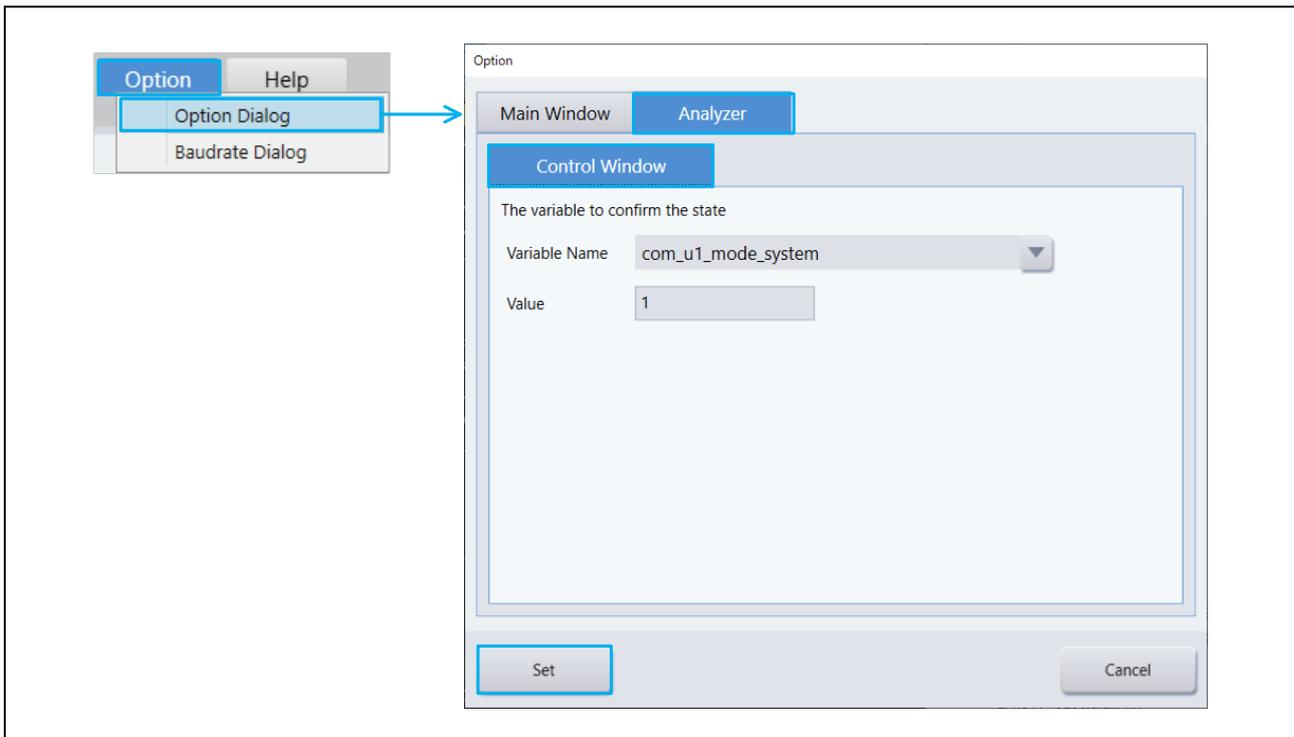 Option Help
Option Dialog
Baudrate Dialog
Option
Main Window Analyzer
Control Window
The variable to confirm the state
Variable Name com_u1_mode_system
Value 1
Set Cancel